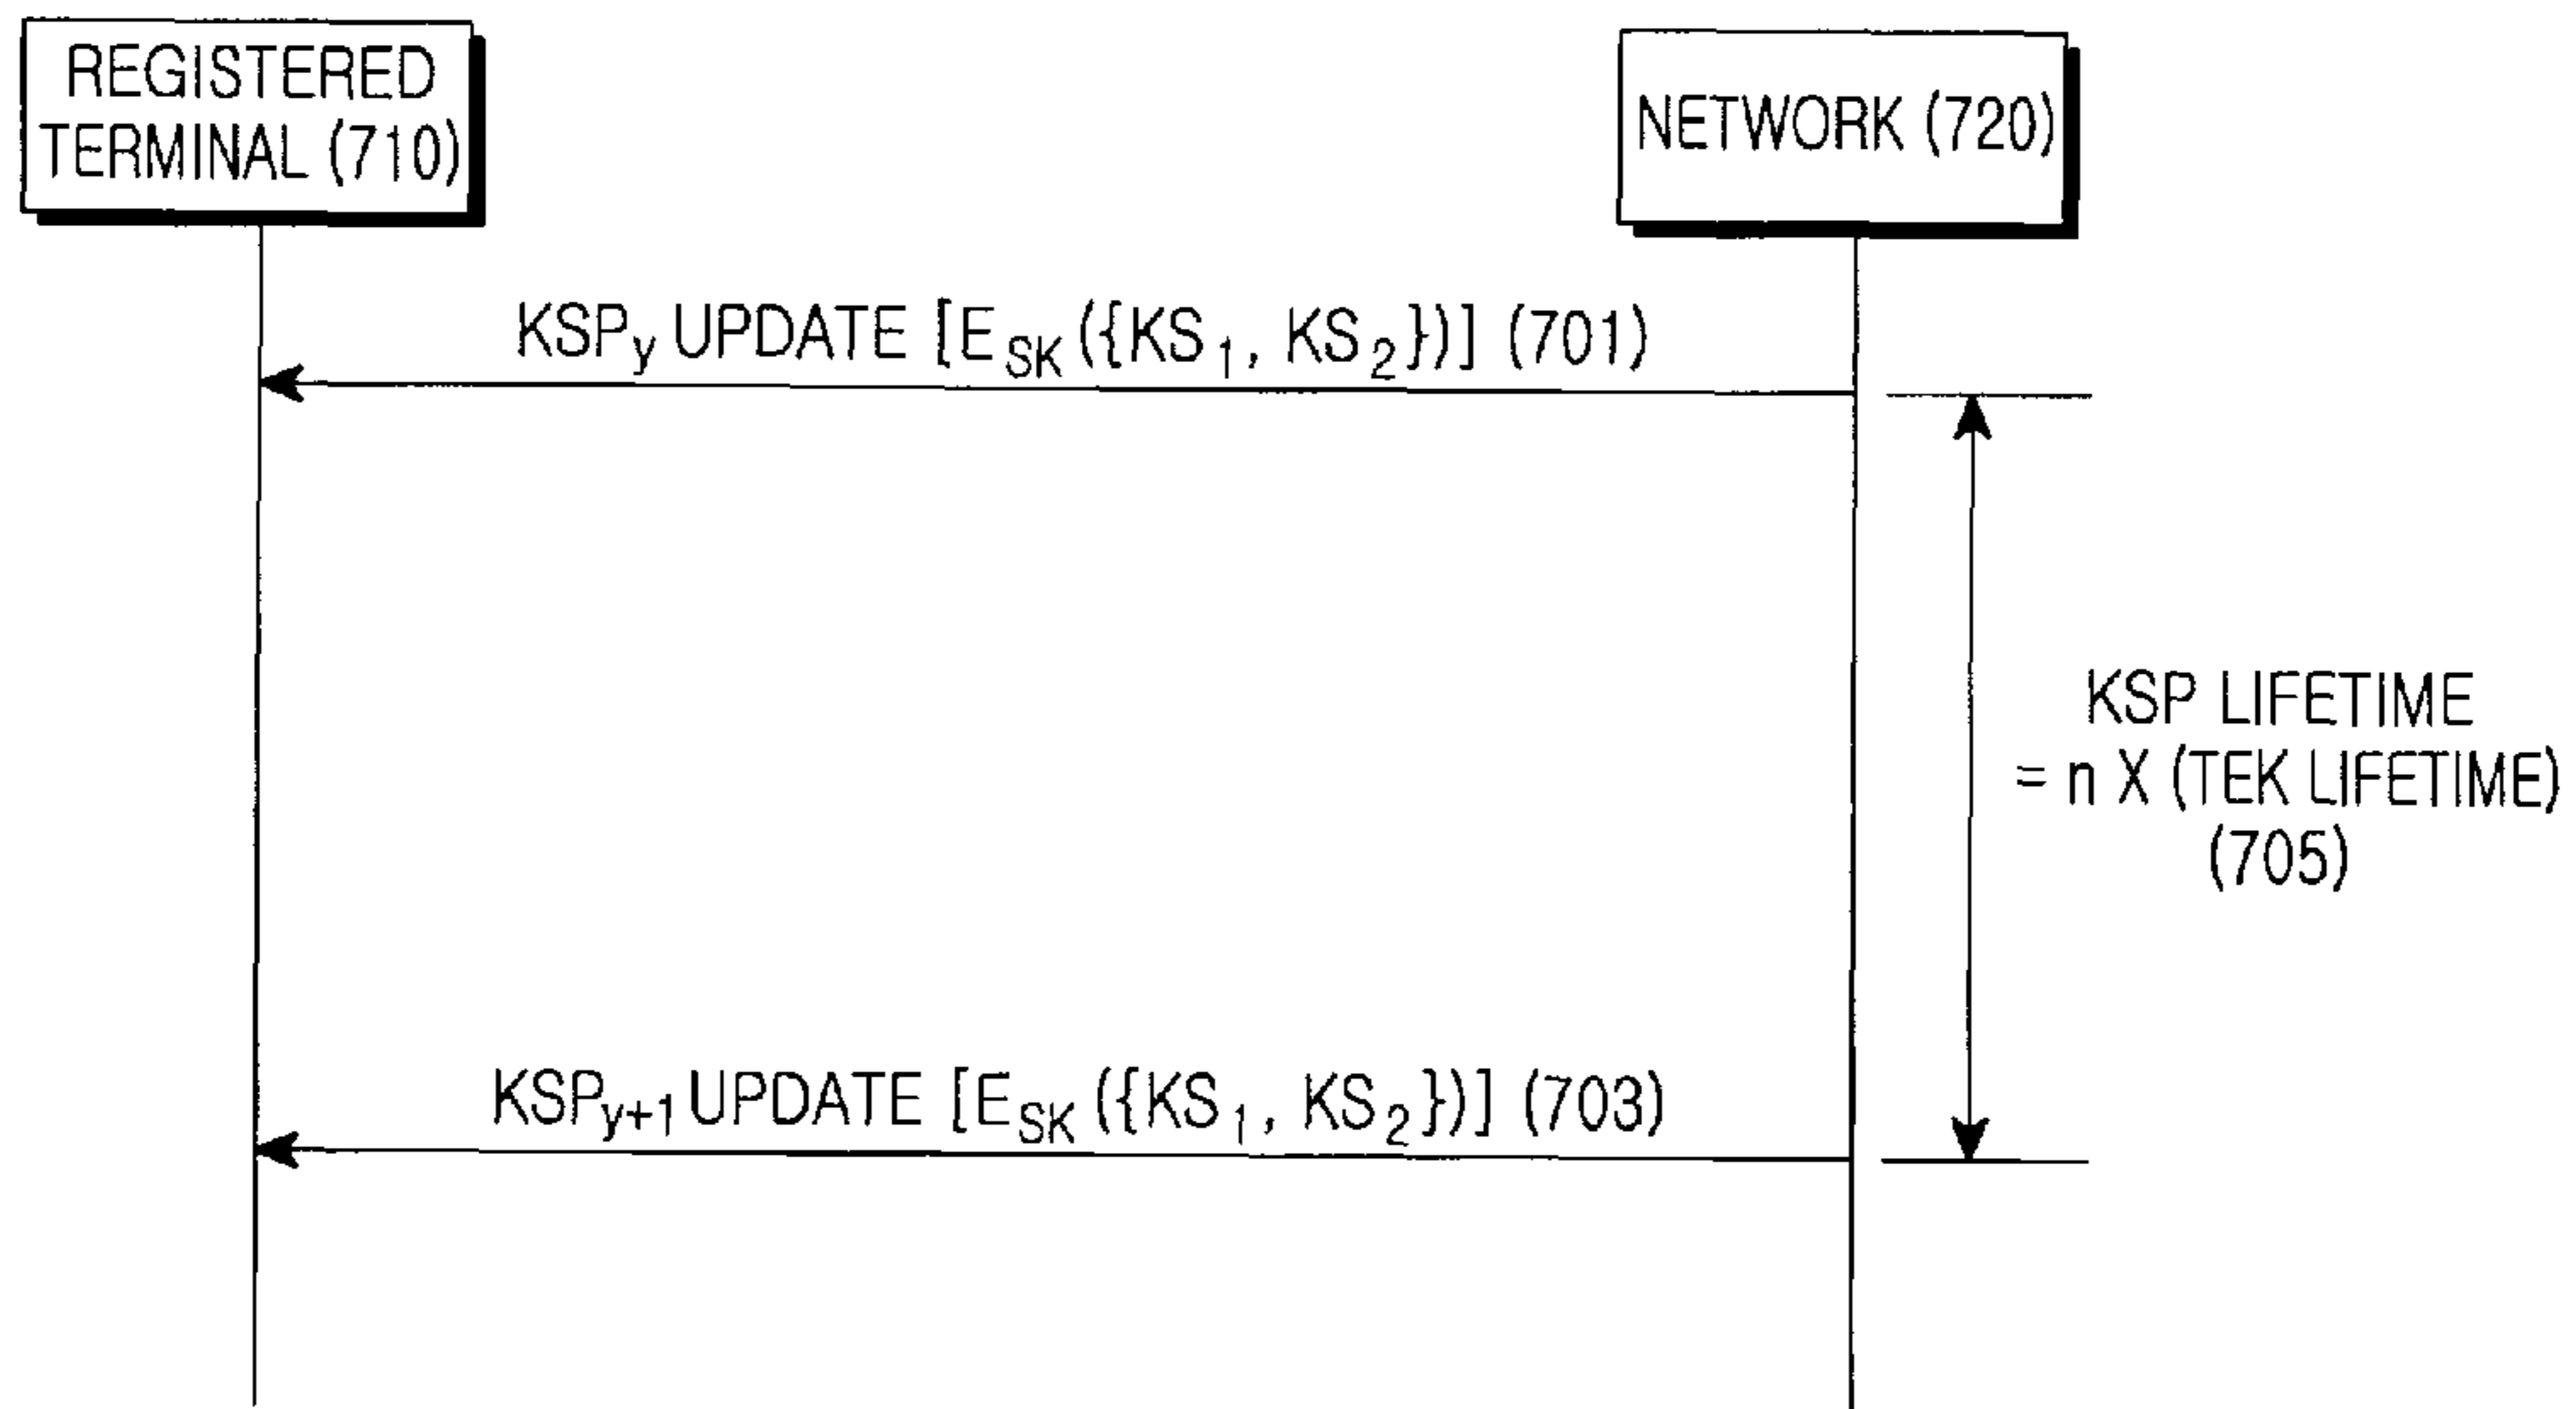 REGISTERED
TERMINAL (710)
NETWORK (720)
KSPy UPDATE [ESK ({KS1, KS2})] (701)
KSP LIFETIME
= n X (TEK LIFETIME)
(705)
KSPy+1 UPDATE [ESK ({KS1, KS2})] (703)